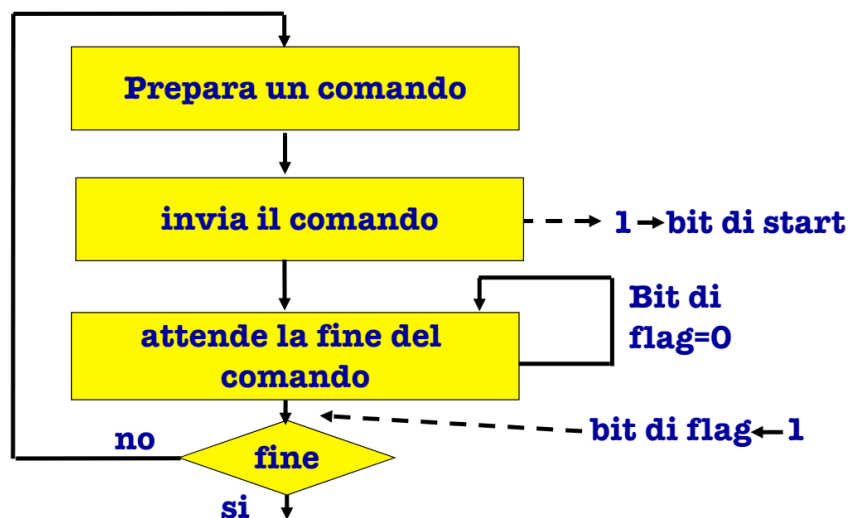 Prepara un comando
invia il comando
1→bit di start
Bit di
flag=0
attende la fine del
comando
bit di flag←1
no
fine
si